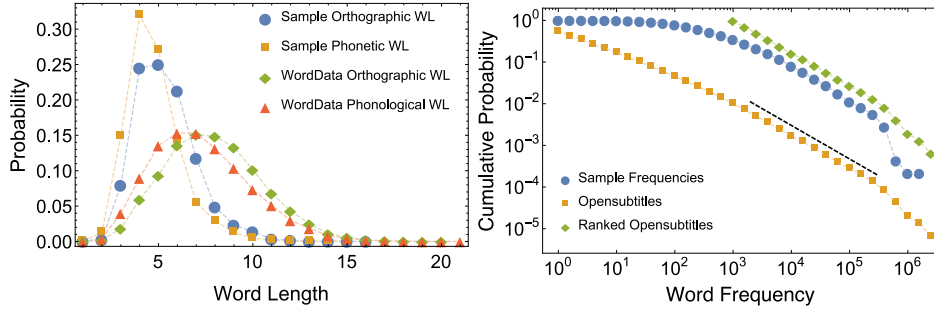 Sample Orthographic WL
Sample Phonetic WL
WordData Orthographic WL
WordData Phonological WL
Probability
0.30
0.25
0.20
0.15
0.10
0.05
0.00
5 10 15 20
Word Length
Cumulative Probability
10^0
10^-1
10^-2
10^-3
10^-4
10^-5
Sample Frequencies
Opensubtitles
Ranked Opensubtitles
10^0 10^1 10^2 10^3 10^4 10^5 10^6
Word Frequency